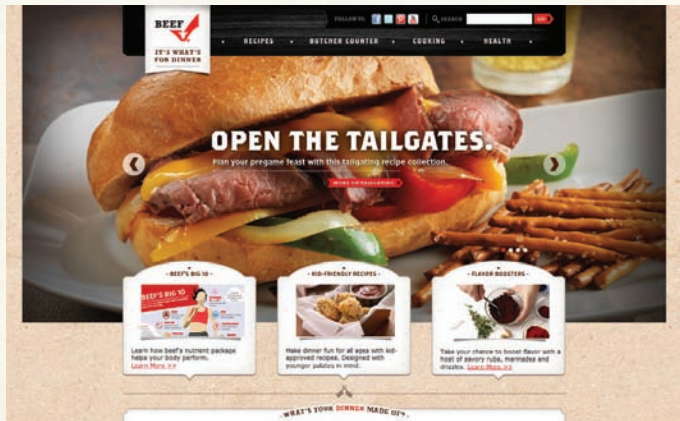 BEEF
IT'S WHAT'S
FOR DINNER
FOLLOW US:
SEARCH
GO
RECIPES
BUTCHER COUNTER
COOKING
HEALTH
OPEN THE TAILGATES.
Plan your pregame feast with this tailgating recipe collection.
MORE ON TAILGATING
BEEF'S BIG 10
BEEF'S BIG 10
Learn how beef's nutrient package
helps your body perform.
Learn More >>
KID-FRIENDLY RECIPES
Make dinner fun for all ages with kid-
approved recipes. Designed with
younger palates in mind.
FLAVOR BOOSTERS
Take your chance to boost flavor with a
host of savory rubs, marinades and
drizzles. Learn More >>
WHAT'S YOUR DINNER MADE OF?